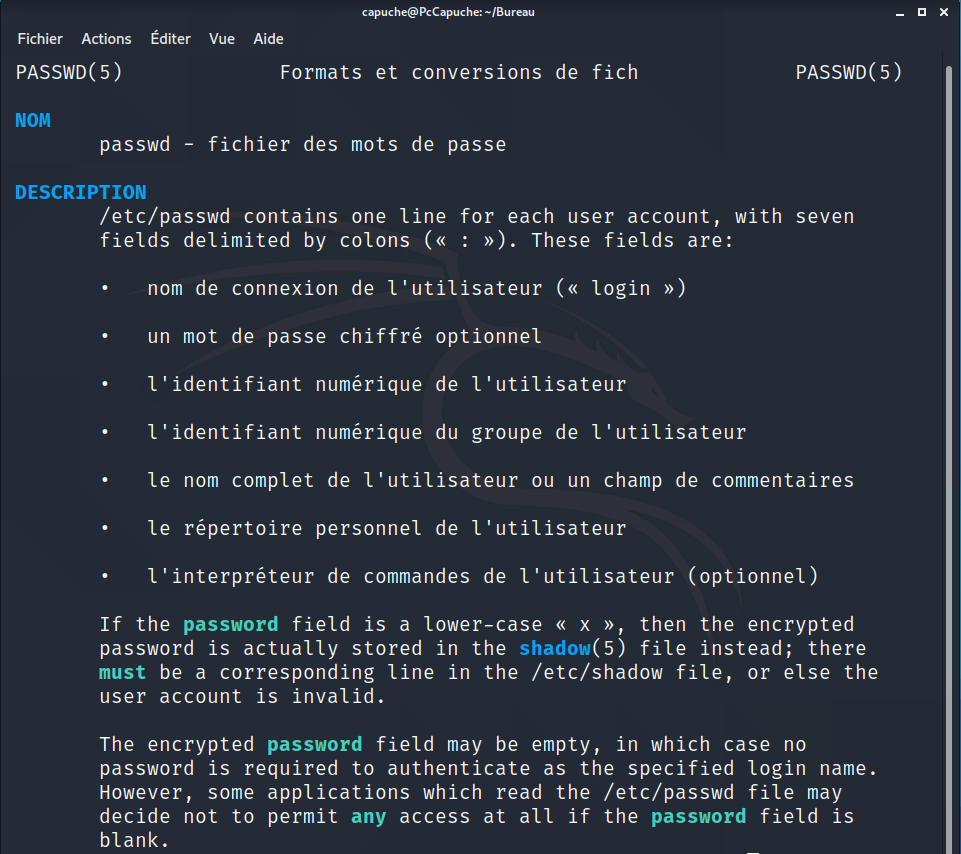 capuche@PcCapuche: ~/Bureau
Fichier Actions Éditer Vue Aide
PASSWD(5) Formats et conversions de fich PASSWD(5)
NOM
passwd - fichier des mots de passe
DESCRIPTION
/etc/passwd contains one line for each user account, with seven
fields delimited by colons (« : »). These fields are:
• nom de connexion de l'utilisateur (« login »)
• un mot de passe chiffré optionnel
• l'identifiant numérique de l'utilisateur
• l'identifiant numérique du groupe de l'utilisateur
• le nom complet de l'utilisateur ou un champ de commentaires
• le répertoire personnel de l'utilisateur
• l'interpréteur de commandes de l'utilisateur (optionnel)
If the password field is a lower-case « x », then the encrypted
password is actually stored in the shadow(5) file instead; there
must be a corresponding line in the /etc/shadow file, or else the
user account is invalid.
The encrypted password field may be empty, in which case no
password is required to authenticate as the specified login name.
However, some applications which read the /etc/passwd file may
decide not to permit any access at all if the password field is
blank.